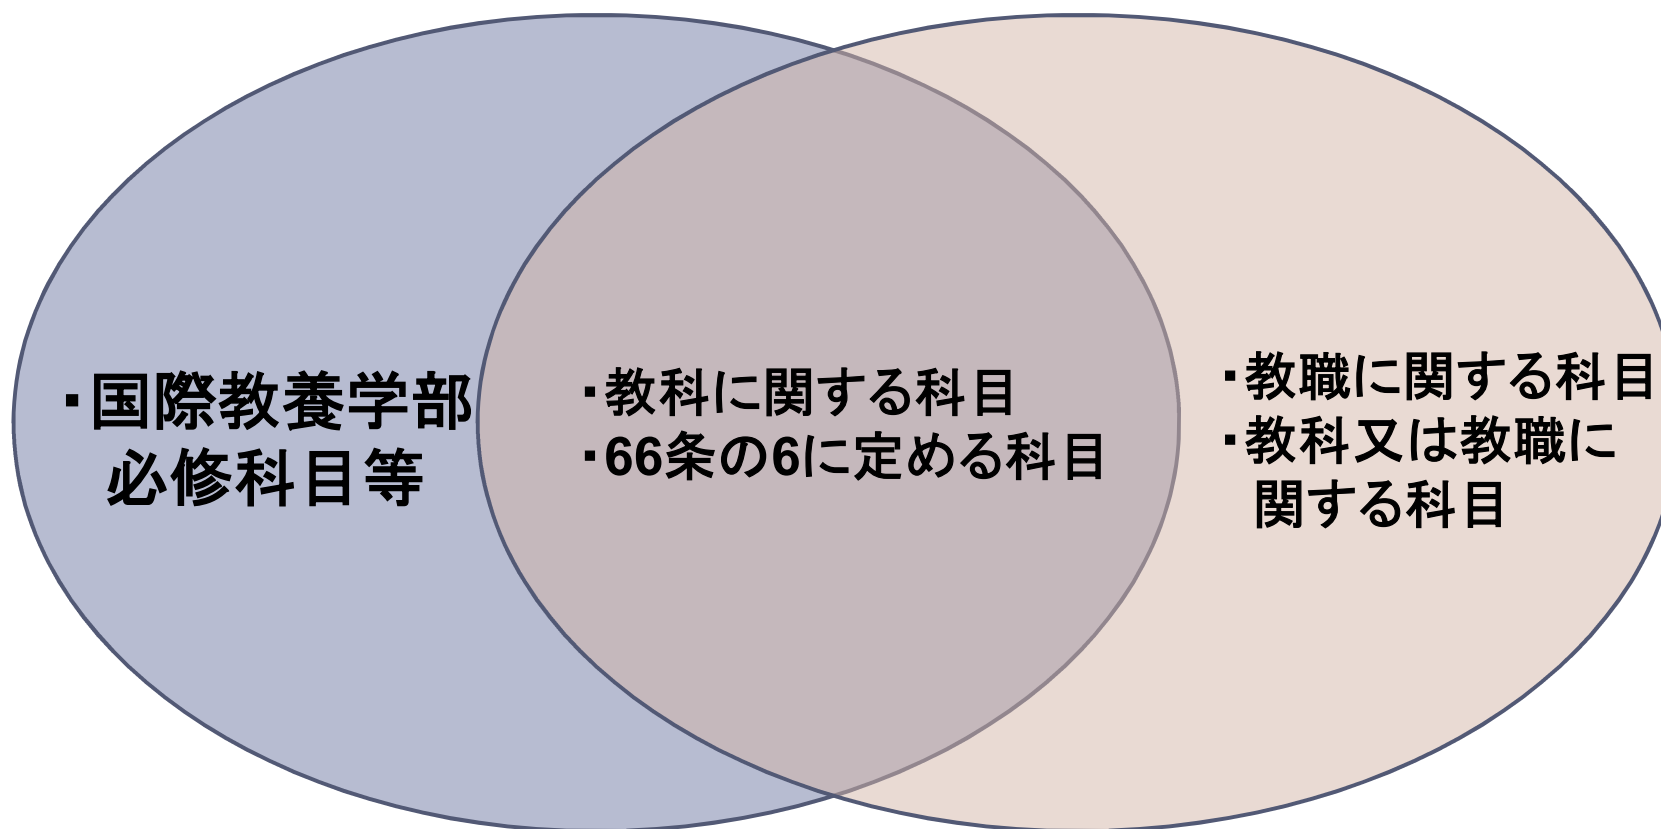 ・国際教養学部
必修科目等
・教科に関する科目
・66条の6に定める科目
・教職に関する科目
・教科又は教職に
関する科目